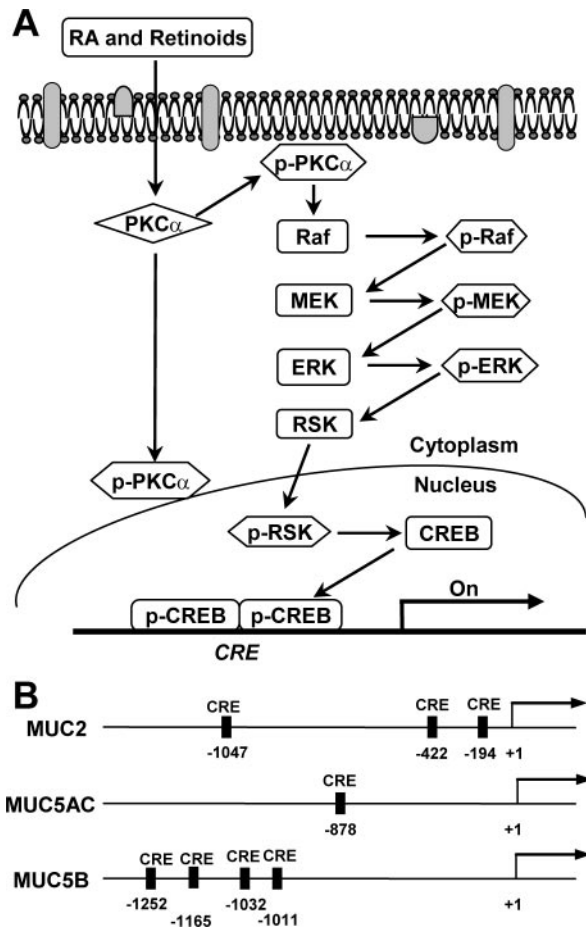 A
RA and Retinoids
p-PKCα
PKCα
Raf
p-Raf
MEK
p-MEK
ERK
p-ERK
RSK
Cytoplasm
p-PKCα
Nucleus
p-RSK
CREB
On
p-CREB p-CREB
CRE
B
CRE CRE CRE
MUC2
-1047 -422 -194 +1
CRE
MUC5AC
-878 +1
CRE CRE CRE CRE
MUC5B
-1252 -1165 -1032 -1011 +1